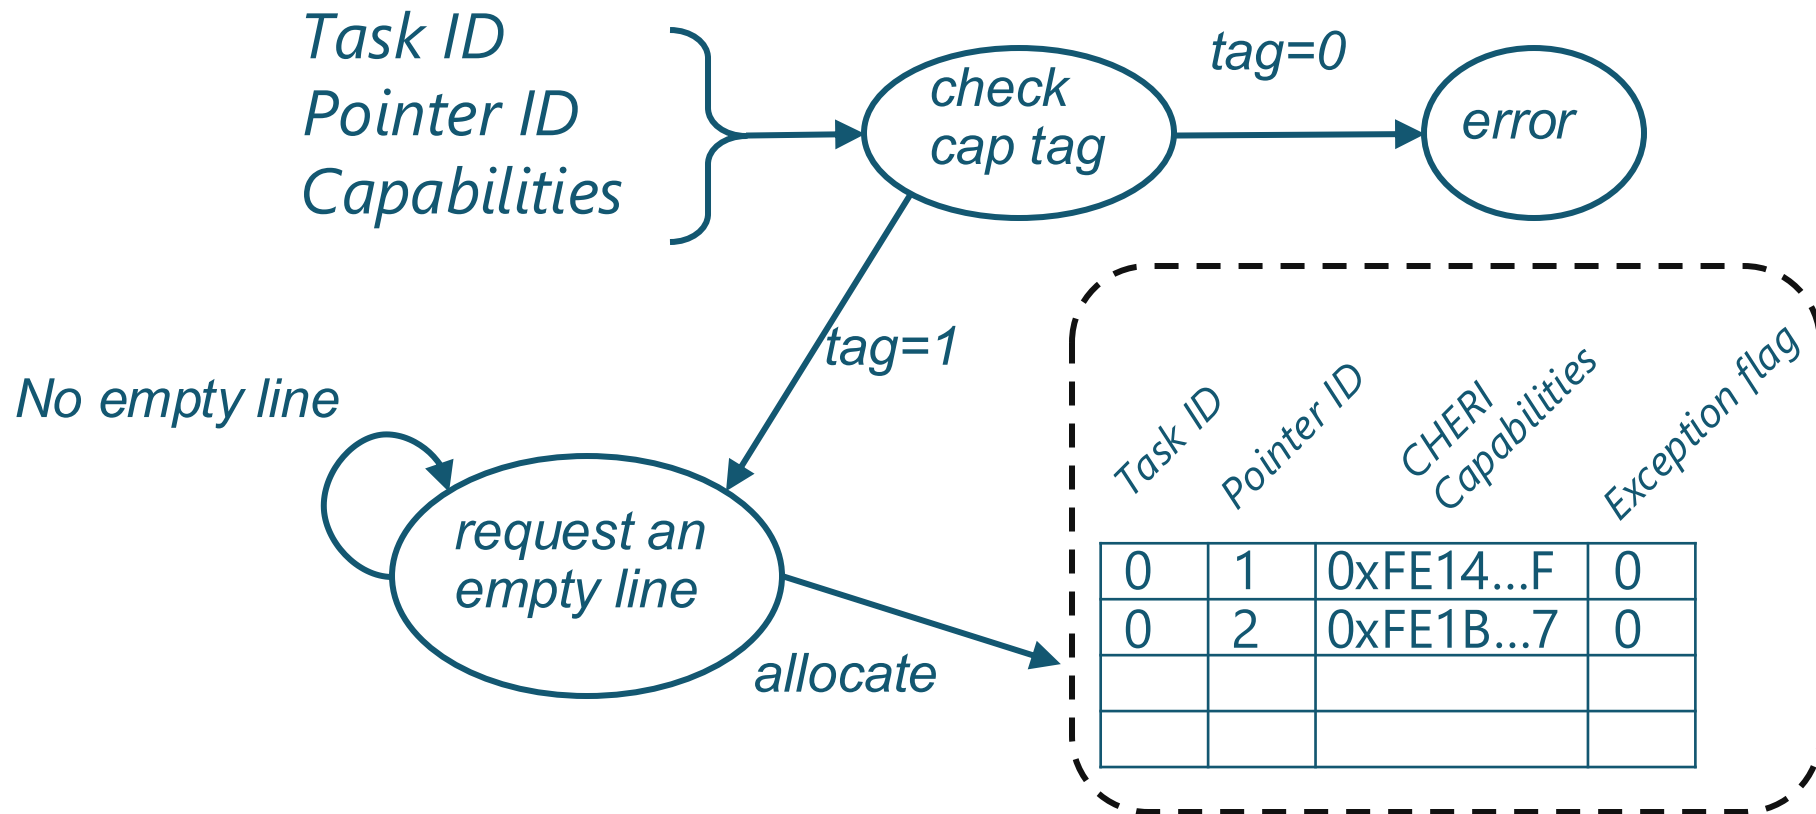 Task ID
Pointer ID
Capabilities
check
cap tag
tag=0
error
tag=1
No empty line
request an
empty line
allocate
Task ID
Pointer ID
CHERI
Capabilities
Exception flag
0 1 0xFE14...F 0
0 2 0xFE1B...7 0